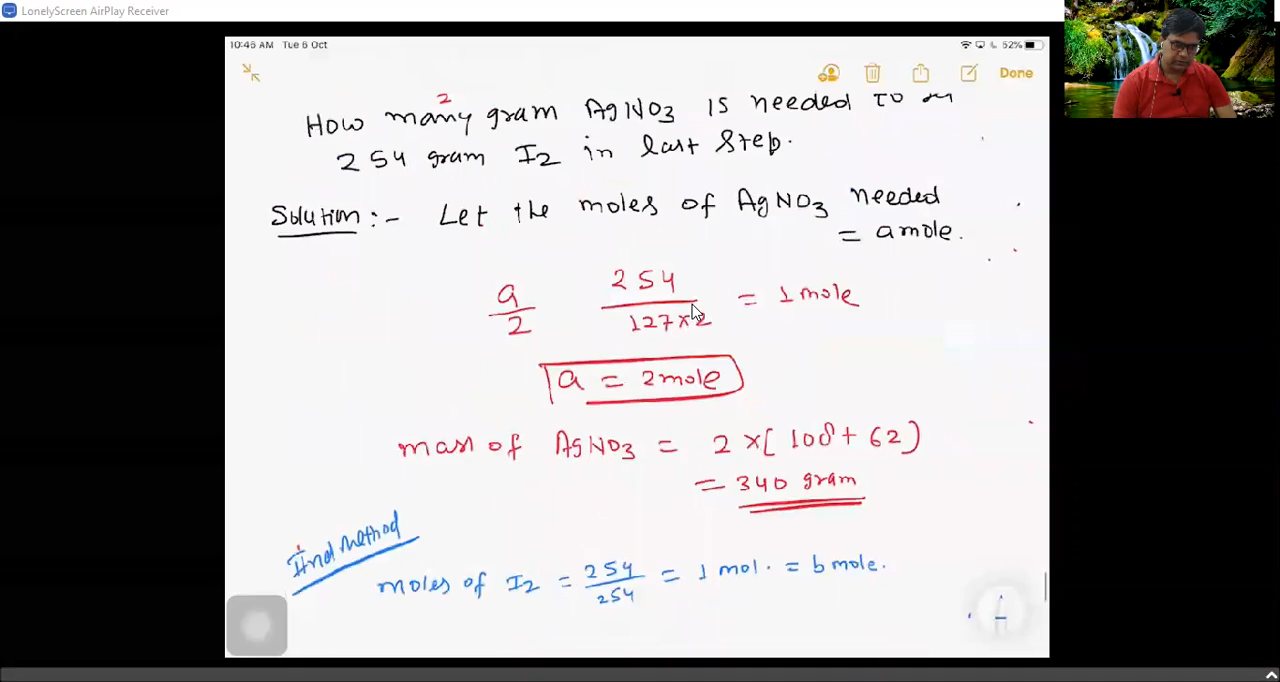 LonelyScreen AirPlay Receiver
10:45 AM Tue 6 Oct
52%
Done
2
How many gram AgNO3 is needed to
254 gram I2 in last step.
Solution:- Let the moles of AgNO3 needed
= a mole.
a/2 254/127×2 = 1 mole
a = 2 mole
mass of AgNO3 = 2 × [108 + 62)
= 340 gram
IInd method
moles of I2 = 254/254 = 1 mol. = b mole.